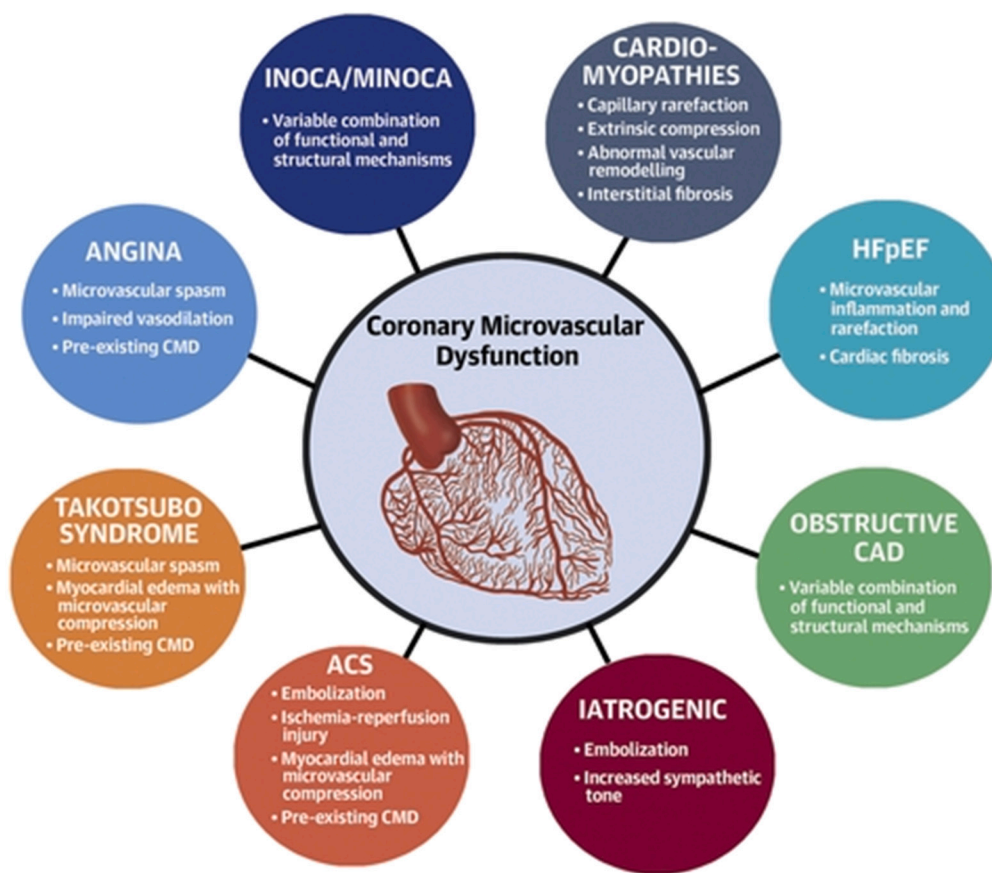 Coronary Microvascular
Dysfunction
INOCA/MINOCA
• Variable combination
of functional and
structural mechanisms
CARDIO-
MYOPATHIES
• Capillary rarefaction
• Extrinsic compression
• Abnormal vascular
remodelling
• Interstitial fibrosis
HFpEF
• Microvascular
inflammation and
rarefaction
• Cardiac fibrosis
OBSTRUCTIVE
CAD
• Variable combination
of functional and
structural mechanisms
IATROGENIC
• Embolization
• Increased sympathetic
tone
ACS
• Embolization
• Ischemia-reperfusion
injury
• Myocardial edema with
microvascular
compression
• Pre-existing CMD
TAKOTSUBO
SYNDROME
• Microvascular spasm
• Myocardial edema with
microvascular
compression
• Pre-existing CMD
ANGINA
• Microvascular spasm
• Impaired vasodilation
• Pre-existing CMD